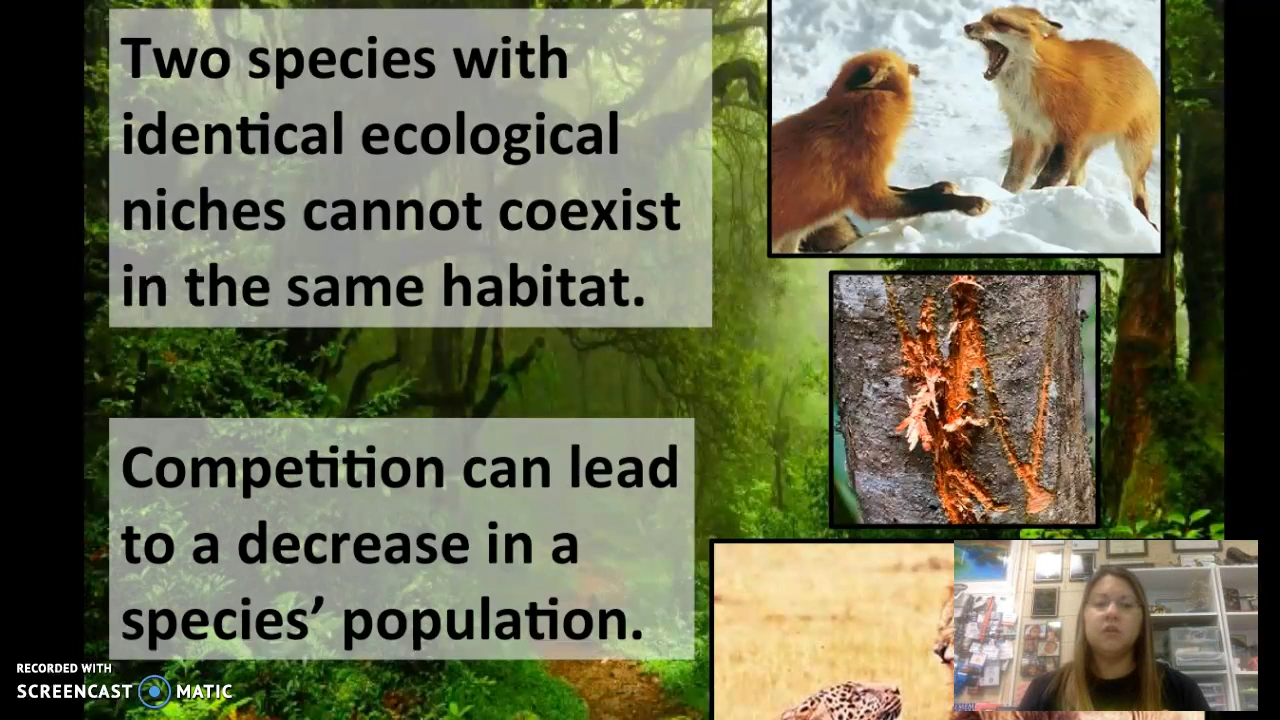 Two species with
identical ecological
niches cannot coexist
in the same habitat.
Competition can lead
to a decrease in a
species’ population.
RECORDED WITH
SCREENCAST MATIC